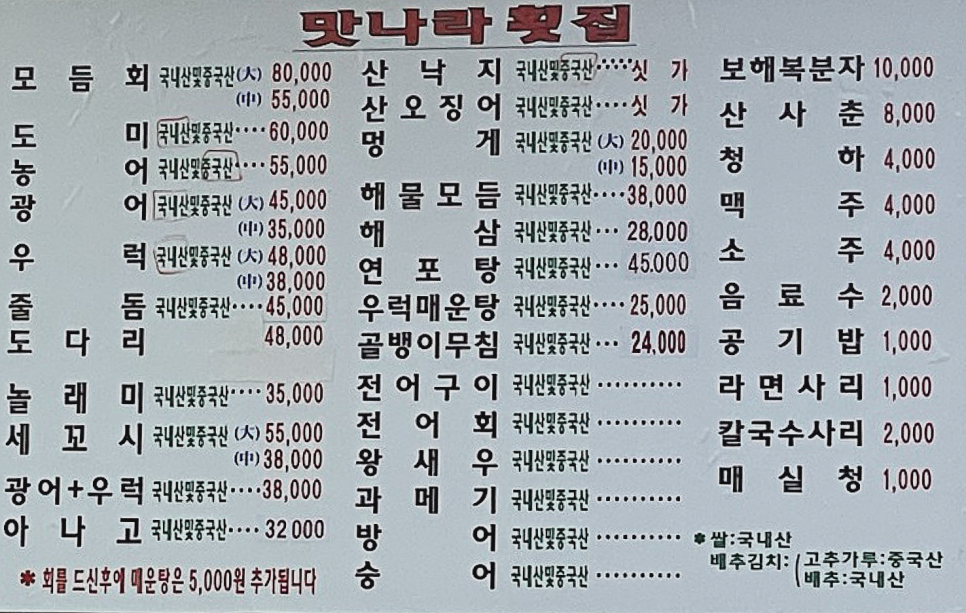 맛나라횟집
모듬회 국내산및중국산(大) 80,000
(中) 55,000
도미 국내산및중국산···· 60,000
농어 국내산및중국산···· 55,000
광어 국내산및중국산 (大) 45,000
(中) 35,000
우럭 국내산및중국산 (大) 48,000
(中) 38,000
줄돔 국내산및중국산···· 45,000
도다리 48,000
놀래미 국내산및중국산···· 35,000
세꼬시 국내산및중국산 (大) 55,000
(中) 38,000
광어+우럭 국내산및중국산···· 38,000
아나고 국내산및중국산···· 32 000
* 회를 드신후에 매운탕은 5,000원 추가됩니다
산낙지 국내산및중국산····· 싯가
산오징어 국내산및중국산···· 싯가
멍게 국내산및중국산 (大) 20,000
(中) 15,000
해물모듬 국내산및중국산···· 38,000
해삼 국내산및중국산··· 28,000
연포탕 국내산및중국산··· 45.000
우럭매운탕 국내산및중국산··· 25,000
골뱅이무침 국내산및중국산··· 24,000
전어구이 국내산및중국산··········
전어회 국내산및중국산··········
왕새우 국내산및중국산··········
과메기 국내산및중국산··········
방어 국내산및중국산··········
숭어 국내산및중국산··········
보해복분자 10,000
산사춘 8,000
청하 4,000
맥주 4,000
소주 4,000
음료수 2,000
공기밥 1,000
라면사리 1,000
칼국수사리 2,000
매실청 1,000
* 쌀:국내산
배추김치: (고추가루:중국산
배추:국내산